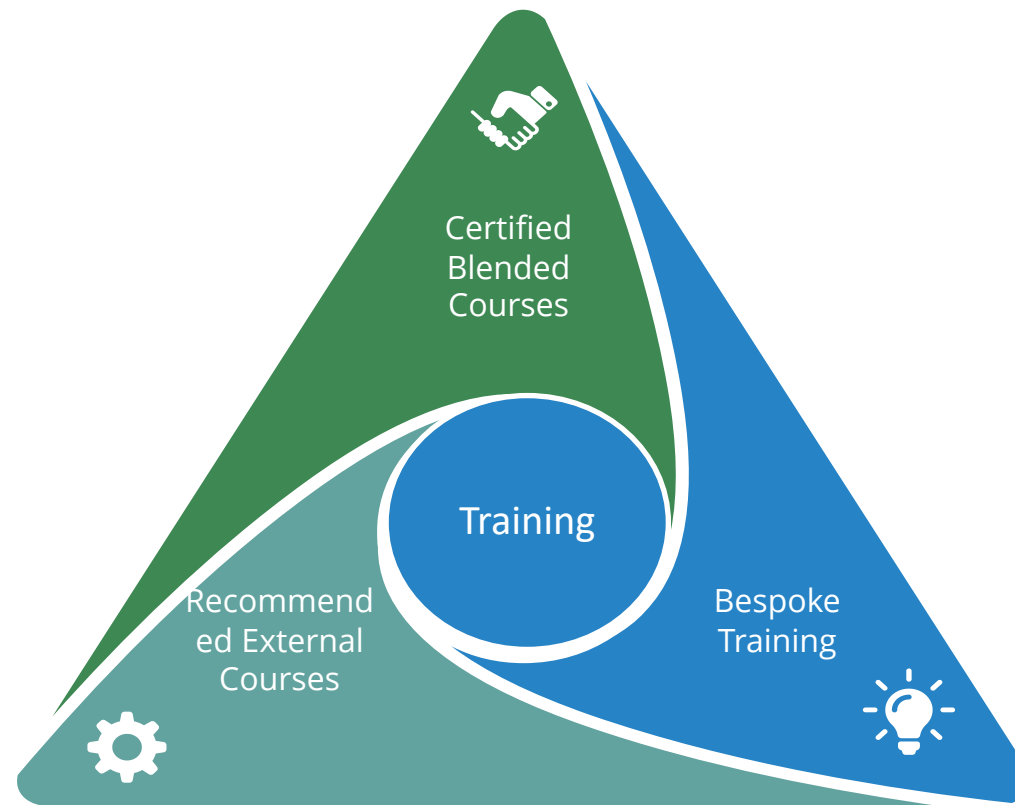 Certified
Blended
Courses
Training
Recommend
ed External
Courses
Bespoke
Training